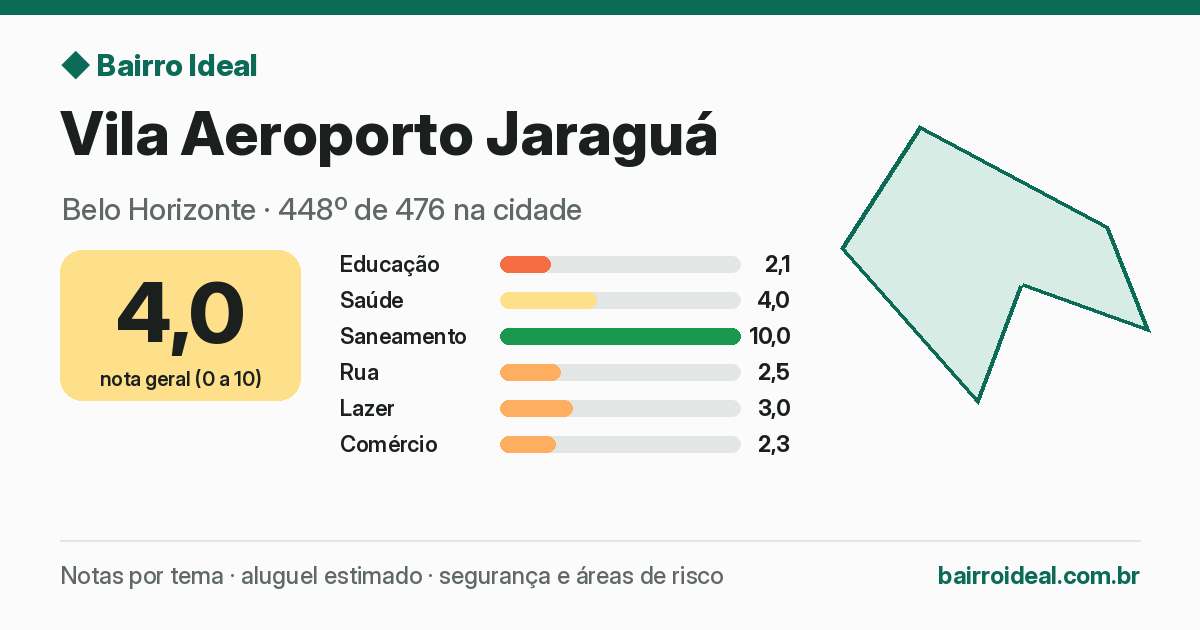 Bairro Ideal
Vila Aeroporto Jaraguá
Belo Horizonte · 448º de 476 na cidade
4,0
nota geral (0 a 10)
Educação 2,1
Saúde 4,0
Saneamento 10,0
Rua 2,5
Lazer 3,0
Comércio 2,3
Notas por tema · aluguel estimado · segurança e áreas de risco
bairroideal.com.br